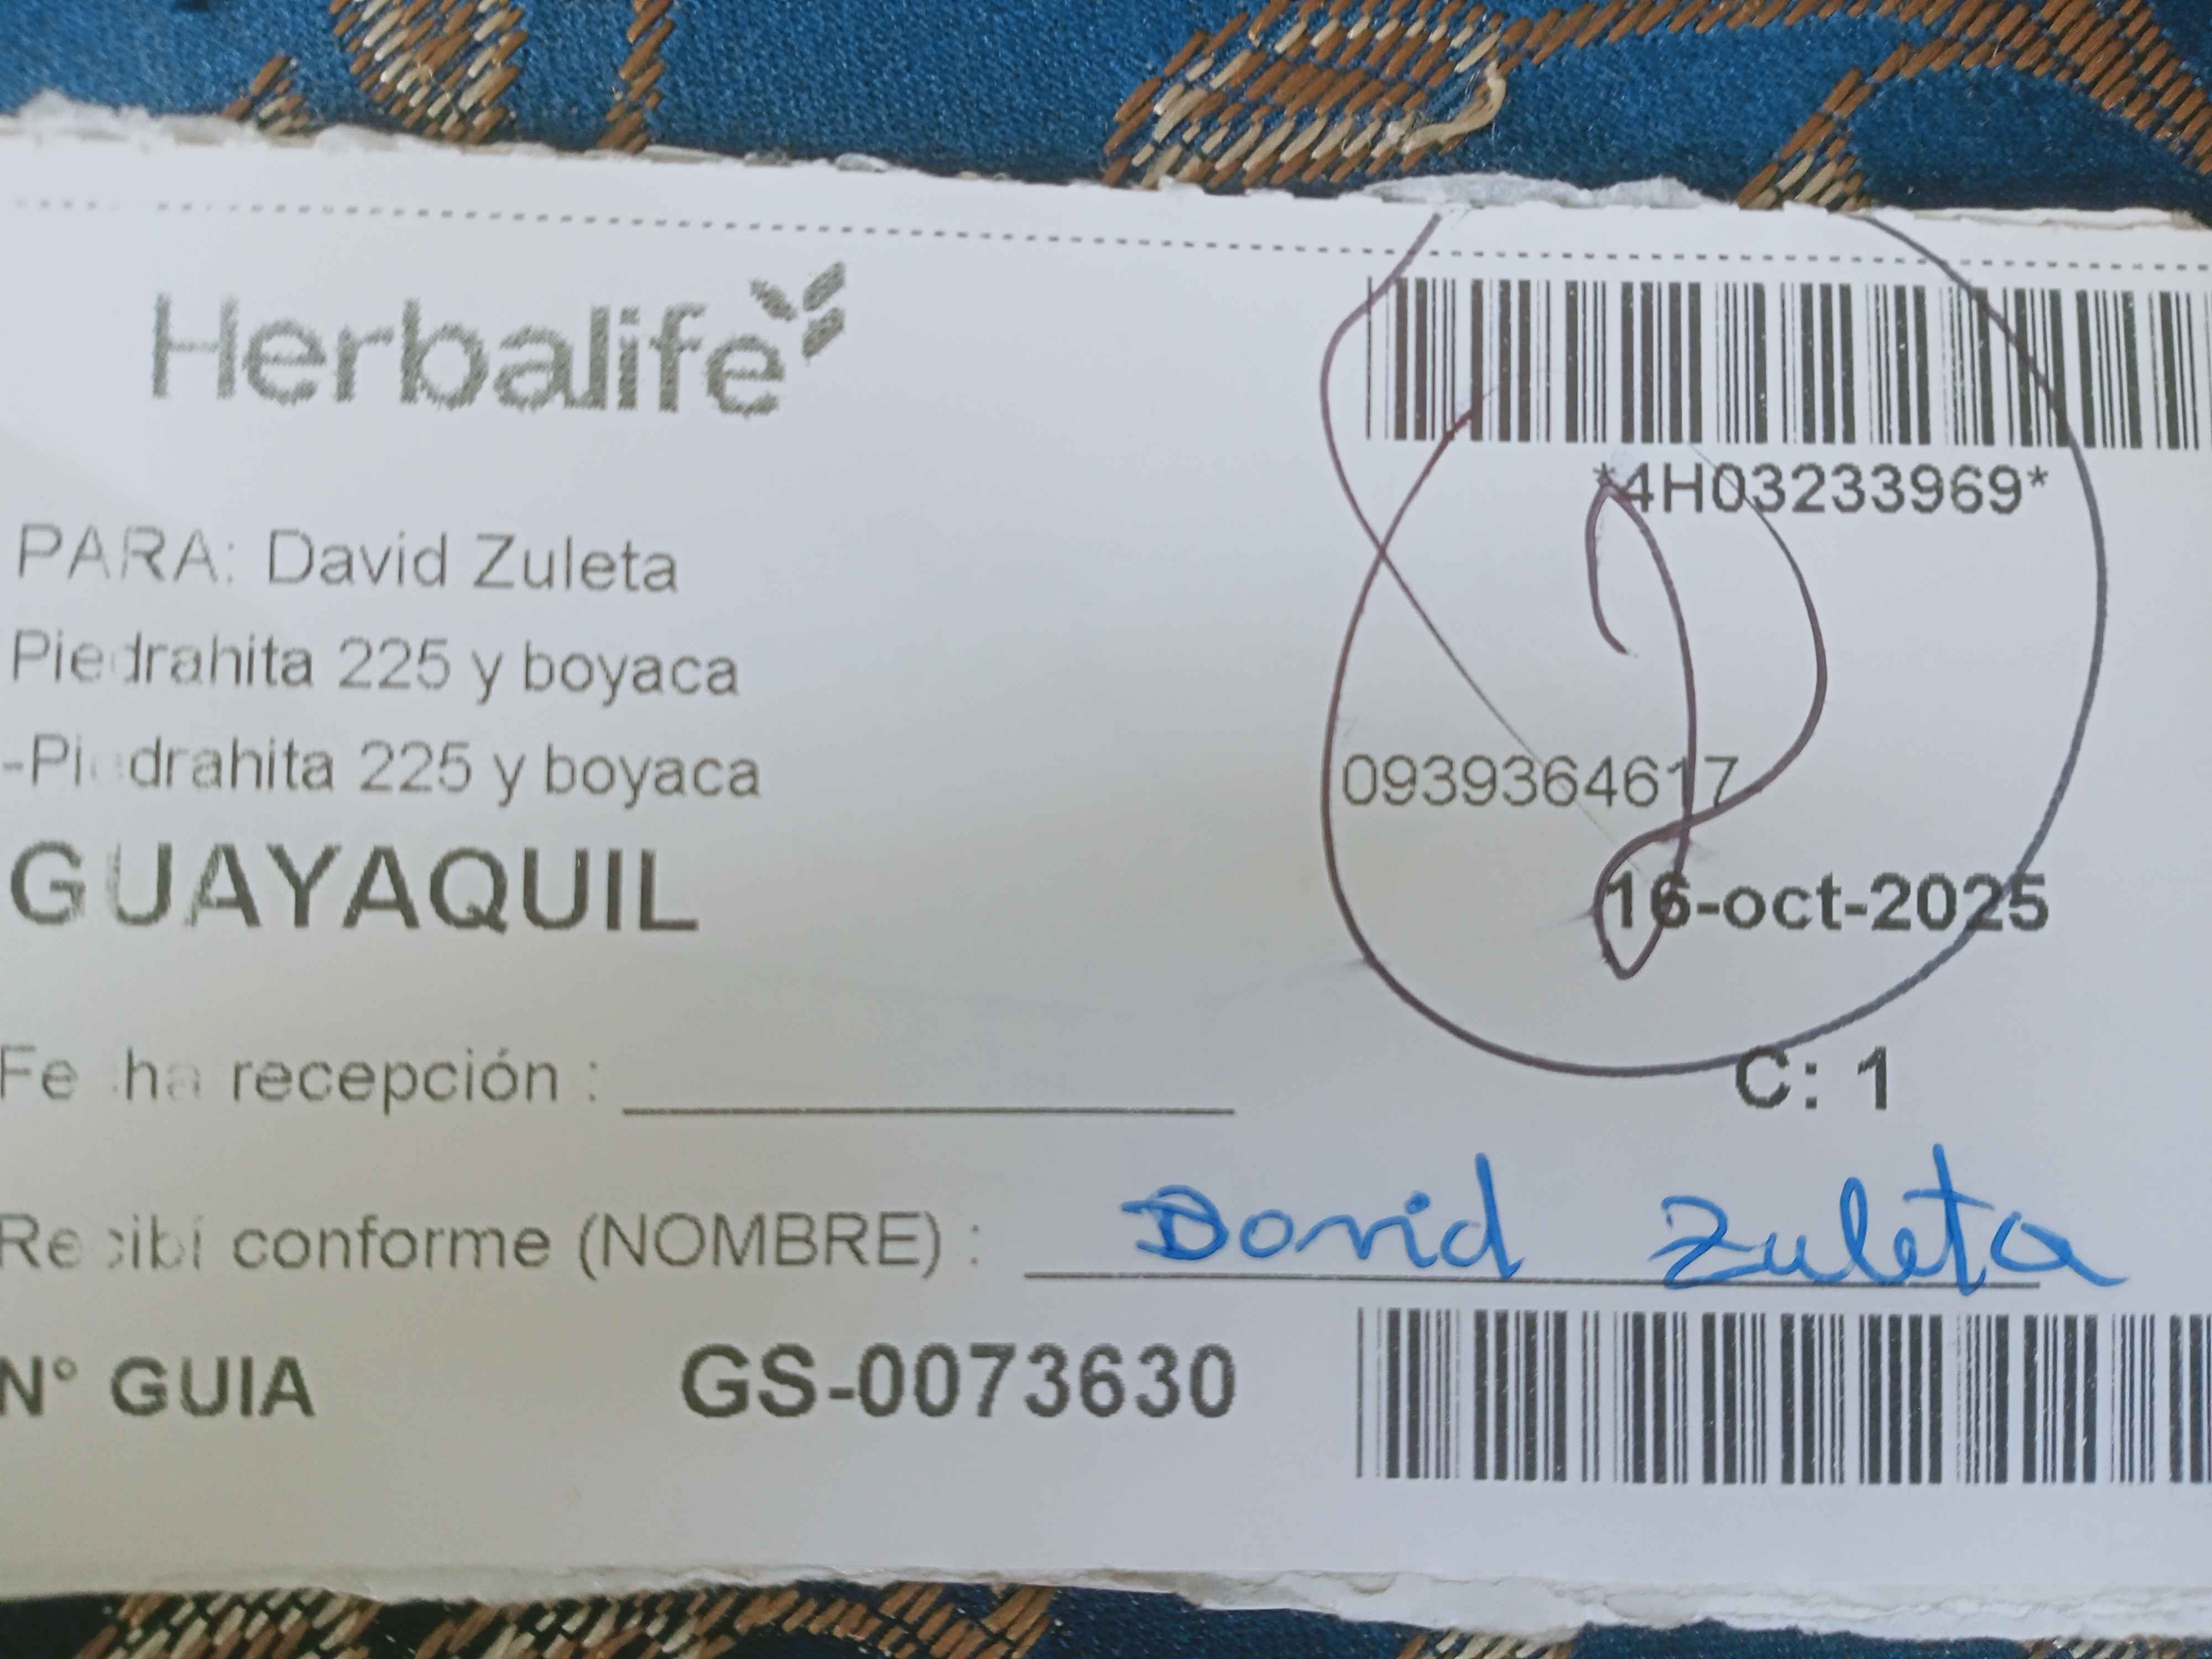 Herbalife
*4H03233969*
PARA: David Zuleta
Piedrahita 225 y boyaca
-Piedrahita 225 y boyaca
0939364617
GUAYAQUIL
16-oct-2025
Fecha recepción :
C: 1
Recibí conforme (NOMBRE) : David Zuleta
N° GUIA GS-0073630